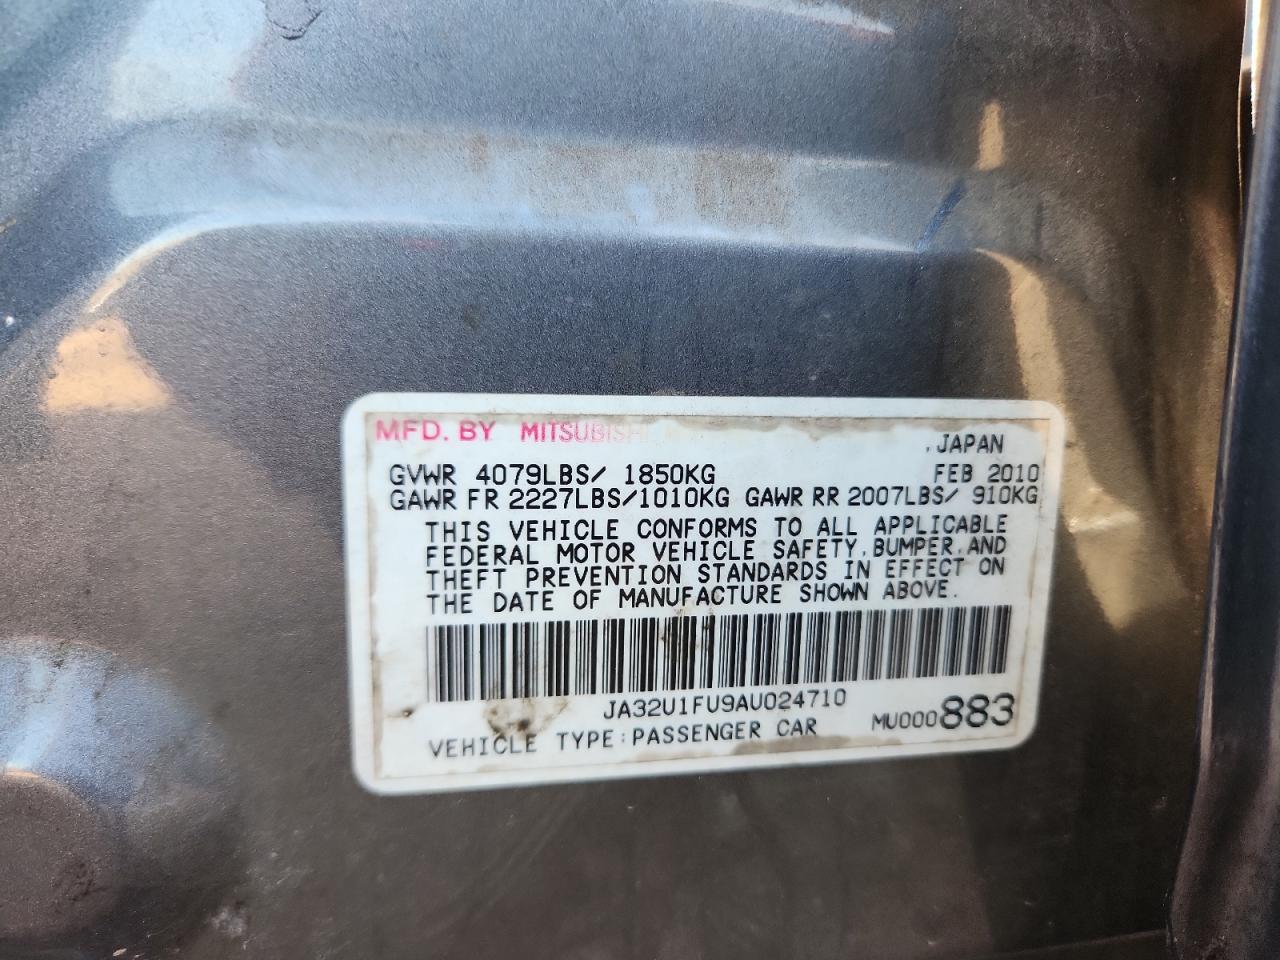 MFD. BY MITSUBISHI
, JAPAN
GVWR 4079LBS/ 1850KG FEB 2010
GAWR FR 2227LBS/1010KG GAWR RR 2007LBS/ 910KG
THIS VEHICLE CONFORMS TO ALL APPLICABLE
FEDERAL MOTOR VEHICLE SAFETY, BUMPER, AND
THEFT PREVENTION STANDARDS IN EFFECT ON
THE DATE OF MANUFACTURE SHOWN ABOVE.
JA32U1FU9AU024710
VEHICLE TYPE:PASSENGER CAR MU000883